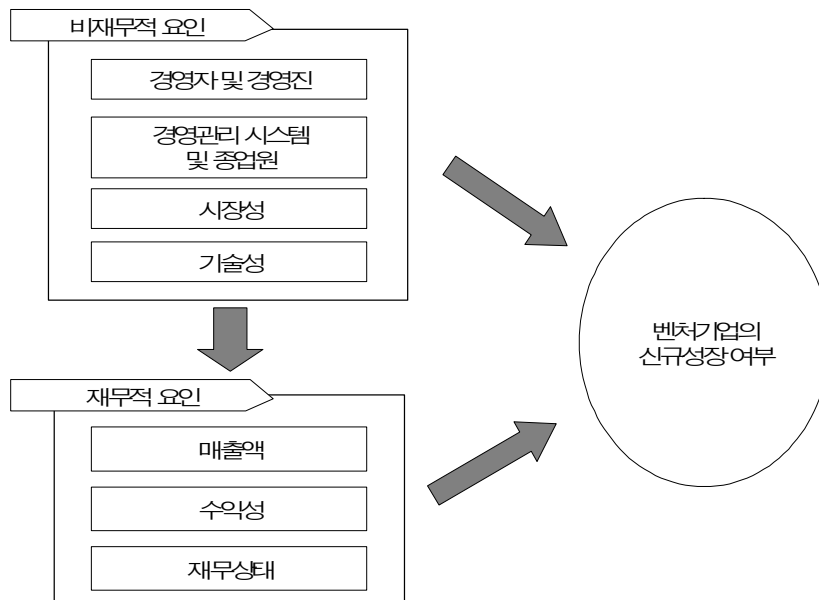 비재무적 요인
경영자 및 경영진
경영관리 시스템
및 종업원
시장성
기술성
재무적 요인
매출액
수익성
재무상태
벤처기업의
신규성장 여부